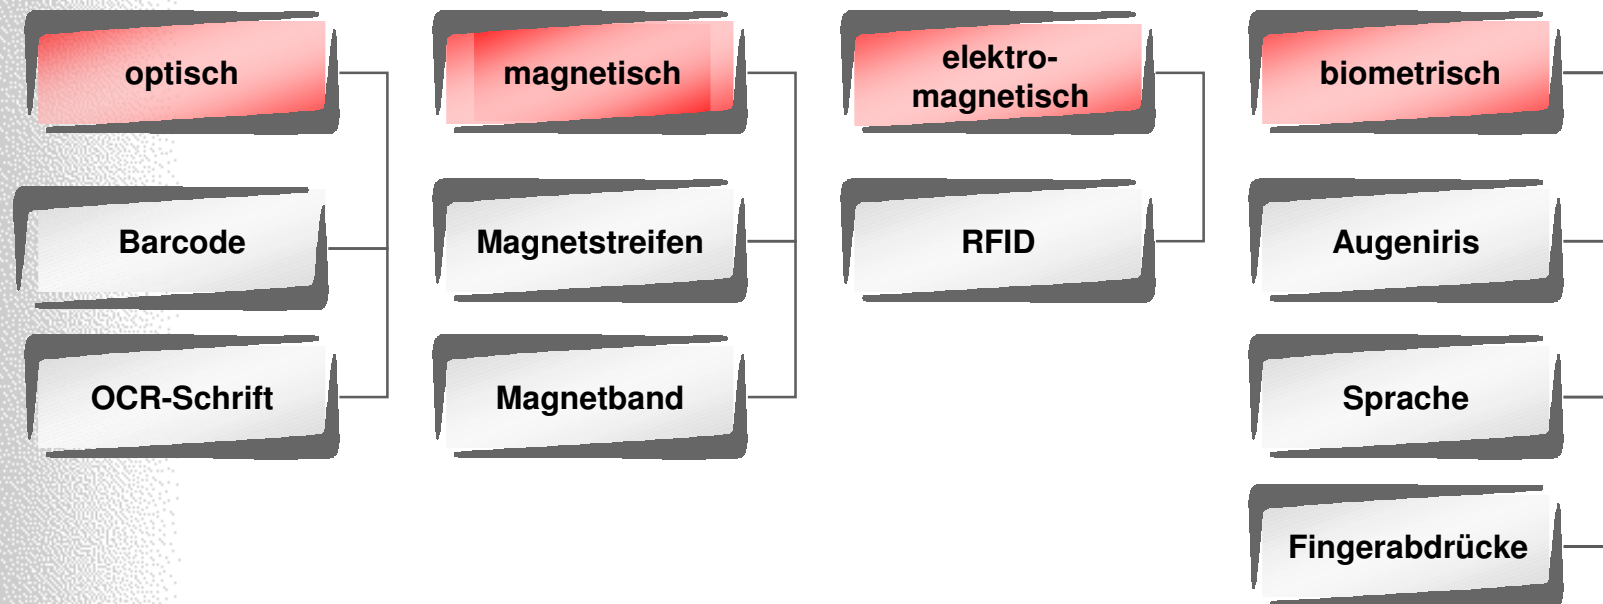 optisch
magnetisch
elektro-
magnetisch
biometrisch
Barcode
Magnetstreifen
RFID
Augeniris
OCR-Schrift
Magnetband
Sprache
Fingerabdrücke